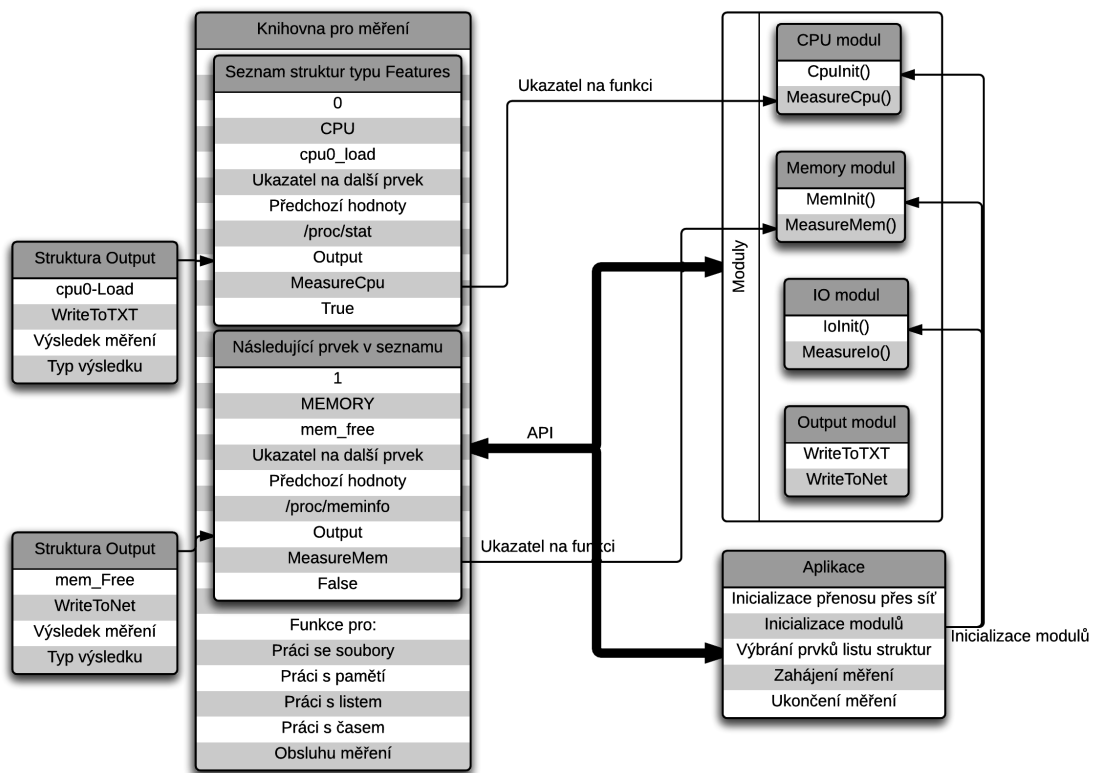 Knihovna pro měření
Seznam struktur typu Features
0
CPU
cpu0_load
Ukazatel na další prvek
Předchozí hodnoty
/proc/stat
Output
MeasureCpu
True
Následující prvek v seznamu
1
MEMORY
mem_free
Ukazatel na další prvek
Předchozí hodnoty
/proc/meminfo
Output
MeasureMem
False
Funkce pro:
Práci se soubory
Práci s pamětí
Práci s listem
Práci s časem
Obsluhu měření
Struktura Output
cpu0-Load
WriteToTXT
Výsledek měření
Typ výsledku
Struktura Output
mem_Free
WriteToNet
Výsledek měření
Typ výsledku
Ukazatel na funkci
API
Ukazatel na funkci
Moduly
CPU modul
CpuInit()
MeasureCpu()
Memory modul
MemInit()
MeasureMem()
IO modul
IoInit()
MeasureIo()
Output modul
WriteToTXT
WriteToNet
Aplikace
Inicializace přenosu přes síť
Inicializace modulů
Výbrání prvků listu struktur
Zahájení měření
Ukončení měření
Inicializace modulů